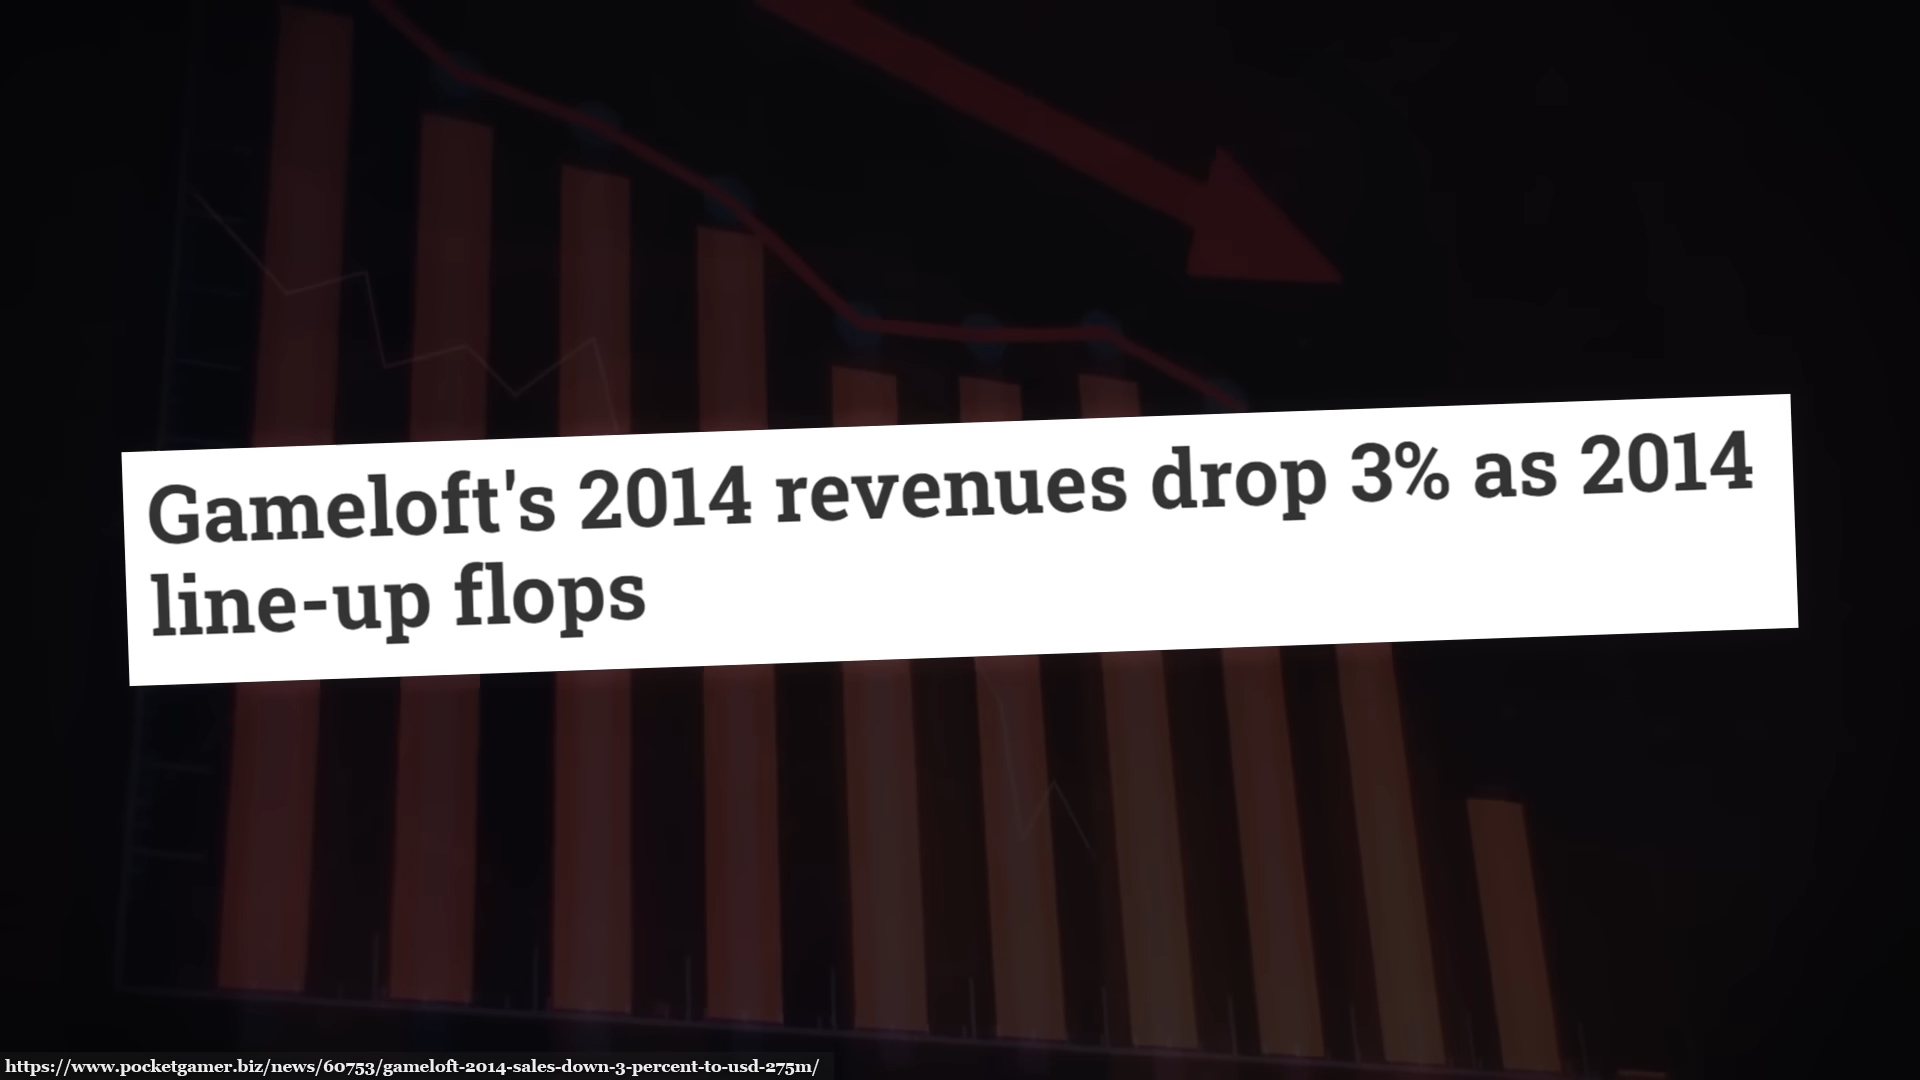 Gameloft's 2014 revenues drop 3% as 2014
line-up flops
https://www.pocketgamer.biz/news/60753/gameloft-2014-sales-down-3-percent-to-usd-275m/